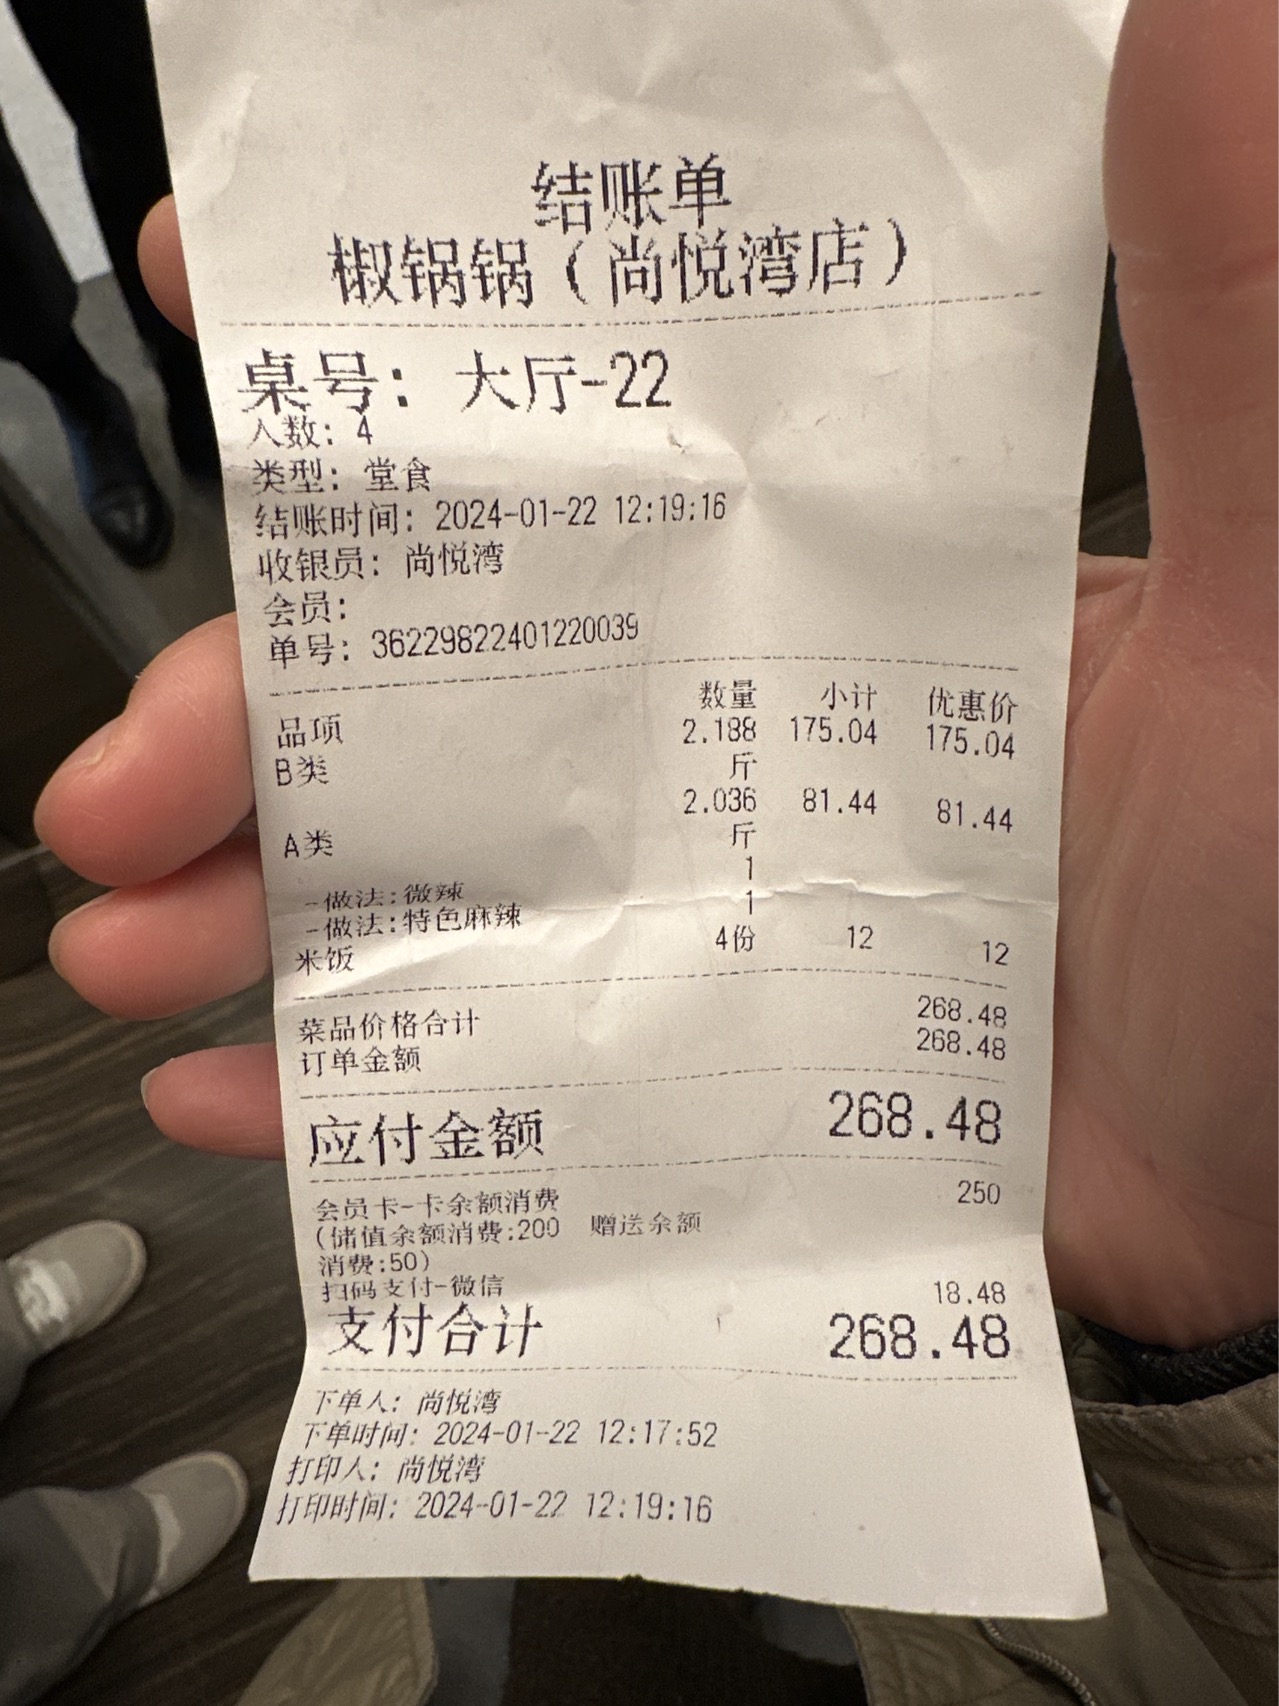 结账单
椒锅锅（尚悦湾店）
桌号: 大厅-22
人数: 4
类型: 堂食
结账时间: 2024-01-22 12:19:16
收银员: 尚悦湾
会员:
单号: 36229822401220039
品项 数量 小计 优惠价
B类 2.188斤 175.04 175.04
A类 2.036斤 81.44 81.44
-做法:微辣 1
-做法:特色麻辣 1
米饭 4份 12 12
菜品价格合计 268.48
订单金额 268.48
应付金额 268.48
会员卡-卡余额消费 250
(储值余额消费:200 赠送余额
消费:50)
扫码支付-微信 18.48
支付合计 268.48
下单人: 尚悦湾
下单时间: 2024-01-22 12:17:52
打印人: 尚悦湾
打印时间: 2024-01-22 12:19:16